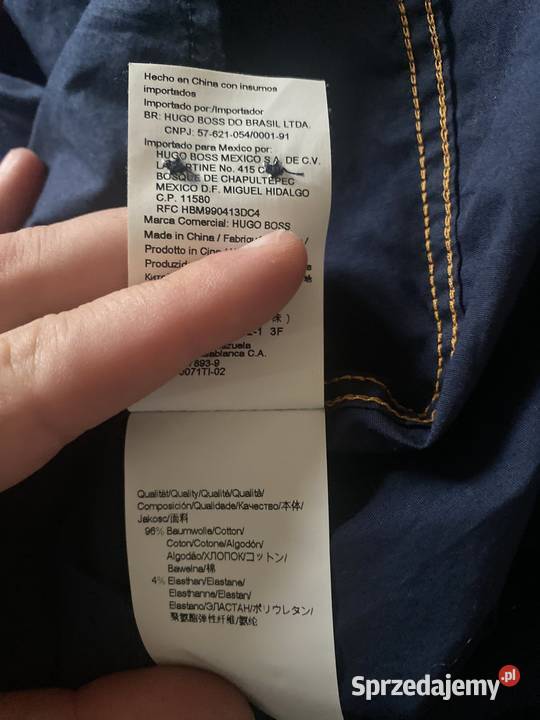 Hecho en China con insumos
importados
Importado por:/Importador
BR: HUGO BOSS DO BRASIL LTDA.
CNPJ: 57-621-054/0001-91
Importado para Mexico por:
HUGO BOSS MEXICO S.A. DE C.V.
No. 415
BOSQUE DE CHAPULTEPEC
MEXICO D.F. MIGUEL HIDALGO
C.P. 11580
RFC HBM990413DC4
Marca Comercial: HUGO BOSS
Made in China /
Prodotto in
3F
C.A.
Qualität/Quality/Qualité/Qualità/
Composición/Qualidade/Качество/本体/
Jakosc/面料
96% Baumwolle/Cotton/
Coton/Cotone/Algodón/
Algodão/ХЛОПОК/コットン/
Bawelna/棉
4% Elasthan/Elastane/
Elasthanne/Elastan/
Elastano/ЭЛАСТАН/ポリウレタン/
聚氨酯弹性纤维/氨纶
Sprzedajemy.pl